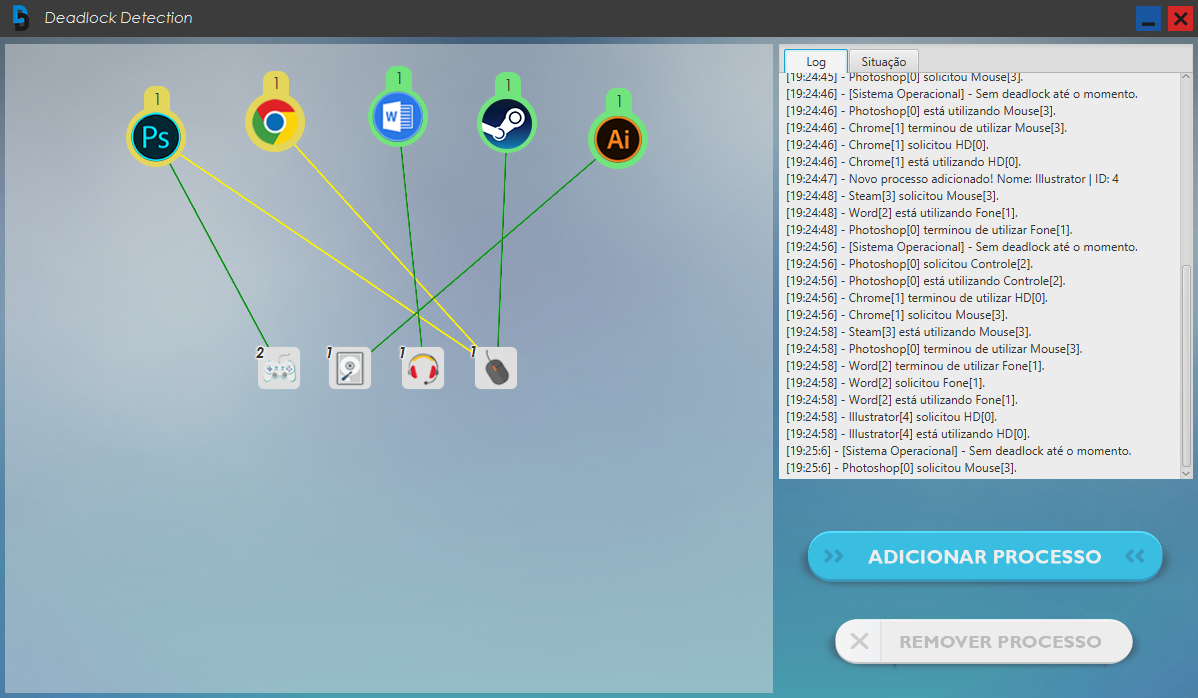 Deadlock Detection
1
1
1
1
1
Ps
W
Ai
2
1
1
1
Log
Situação
[19:24:45] - Photoshop[0] solicitou Mouse[3].
[19:24:46] - [Sistema Operacional] - Sem deadlock até o momento.
[19:24:46] - Photoshop[0] está utilizando Mouse[3].
[19:24:46] - Chrome[1] terminou de utilizar Mouse[3].
[19:24:46] - Chrome[1] solicitou HD[0].
[19:24:46] - Chrome[1] está utilizando HD[0].
[19:24:47] - Novo processo adicionado! Nome: Illustrator | ID: 4
[19:24:48] - Steam[3] solicitou Mouse[3].
[19:24:48] - Word[2] está utilizando Fone[1].
[19:24:48] - Photoshop[0] terminou de utilizar Fone[1].
[19:24:56] - [Sistema Operacional] - Sem deadlock até o momento.
[19:24:56] - Photoshop[0] solicitou Controle[2].
[19:24:56] - Photoshop[0] está utilizando Controle[2].
[19:24:56] - Chrome[1] terminou de utilizar HD[0].
[19:24:56] - Chrome[1] solicitou Mouse[3].
[19:24:58] - Steam[3] está utilizando Mouse[3].
[19:24:58] - Photoshop[0] terminou de utilizar Mouse[3].
[19:24:58] - Word[2] terminou de utilizar Fone[1].
[19:24:58] - Word[2] solicitou Fone[1].
[19:24:58] - Word[2] está utilizando Fone[1].
[19:24:58] - Illustrator[4] solicitou HD[0].
[19:24:58] - Illustrator[4] está utilizando HD[0].
[19:25:6] - [Sistema Operacional] - Sem deadlock até o momento.
[19:25:6] - Photoshop[0] solicitou Mouse[3].
ADICIONAR PROCESSO
REMOVER PROCESSO